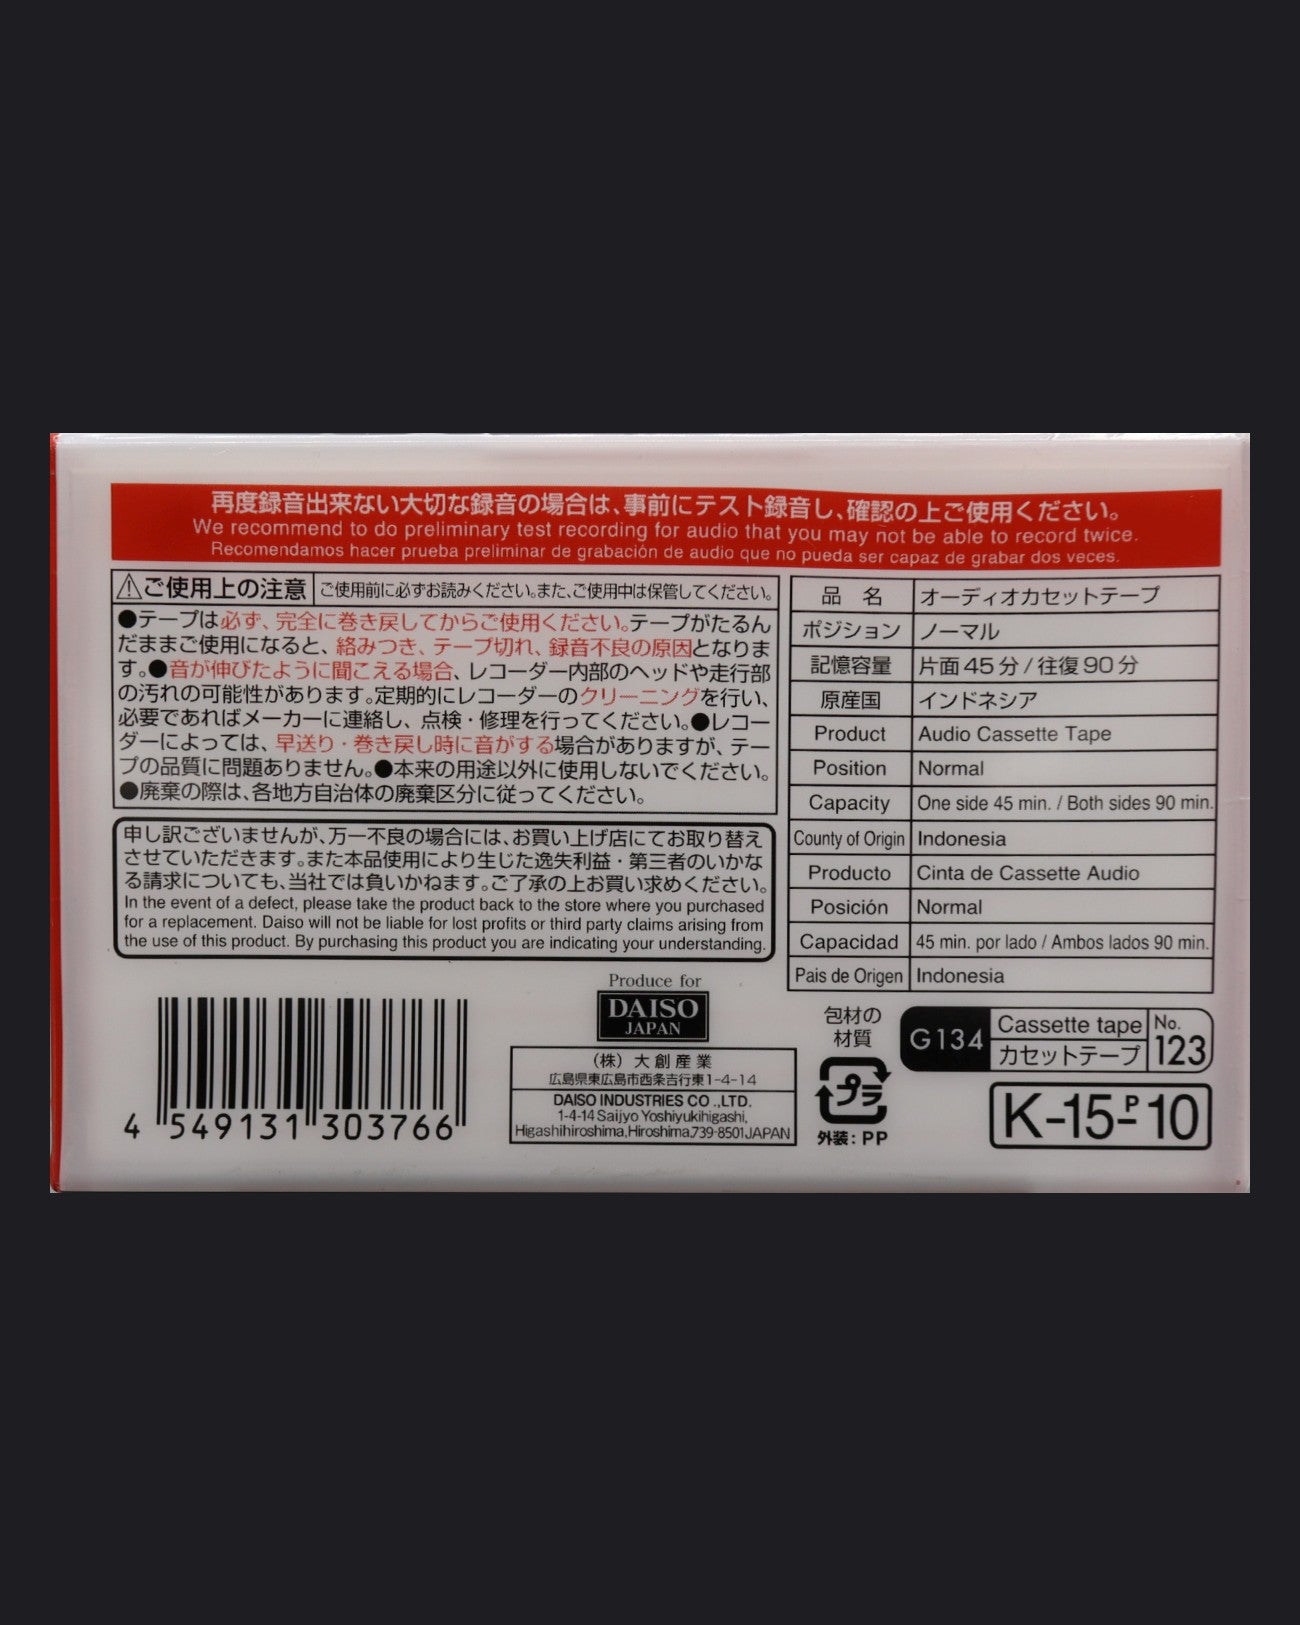 再度録音出来ない大切な録音の場合は、事前にテスト録音し、確認の上ご使用ください。
We recommend to do preliminary test recording for audio that you may not be able to record twice.
Recomendamos hacer prueba preliminar de grabación de audio que no pueda ser capaz de grabar dos veces.
⚠ご使用上の注意 ご使用前に必ずお読みください。また、ご使用中は保管してください。
●テープは必ず、完全に巻き戻してからご使用ください。テープがたるん
だままご使用になると、絡みつき、テープ切れ、録音不良の原因となりま
す。●音が伸びたように聞こえる場合、レコーダー内部のヘッドや走行部
の汚れの可能性があります。定期的にレコーダーのクリーニングを行い、
必要であればメーカーに連絡し、点検・修理を行ってください。●レコー
ダーによっては、早送り・巻き戻し時に音がする場合がありますが、テー
プの品質に問題ありません。●本来の用途以外に使用しないでください。
●廃棄の際は、各地方自治体の廃棄区分に従ってください。
申し訳ございませんが、万一不良の場合には、お買い上げ店にてお取り替え
させていただきます。また本品使用により生じた逸失利益・第三者のいかな
る請求についても、当社では負いかねます。ご了承の上お買い求めください。
In the event of a defect, please take the product back to the store where you purchased
for a replacement. Daiso will not be liable for lost profits or third party claims arising from
the use of this product. By purchasing this product you are indicating your understanding.
品 名 オーディオカセットテープ
ポジション ノーマル
記憶容量 片面45分/往復90分
原産国 インドネシア
Product Audio Cassette Tape
Position Normal
Capacity One side 45 min. / Both sides 90 min.
County of Origin Indonesia
Producto Cinta de Cassette Audio
Posición Normal
Capacidad 45 min. por lado / Ambos lados 90 min.
Pais de Origen Indonesia
4 549131 303766
Produce for
DAISO
JAPAN
(株)大創産業
広島県東広島市西条吉行東1-4-14
DAISO INDUSTRIES CO .,LTD.
1-4-14 Saijyo Yoshiyukihigashi,
Higashihiroshima,Hiroshima,739-8501JAPAN
包材の
材質
プラ
外装:PP
G134 Cassette tape No.
カセットテープ 123
K-15-P-10